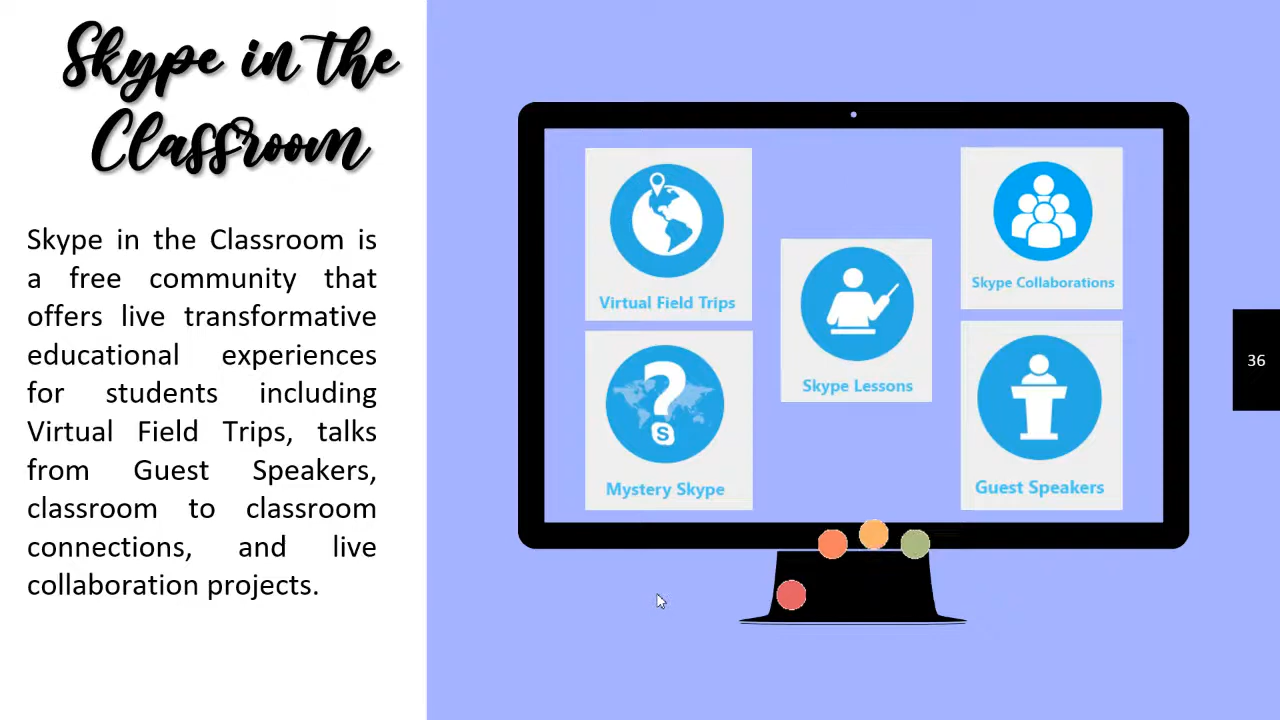 Skype in the
Classroom
Skype in the Classroom is
a free community that
offers live transformative
educational experiences
for students including
Virtual Field Trips, talks
from Guest Speakers,
classroom to classroom
connections, and live
collaboration projects.
Virtual Field Trips
Mystery Skype
Skype Lessons
Skype Collaborations
Guest Speakers
36